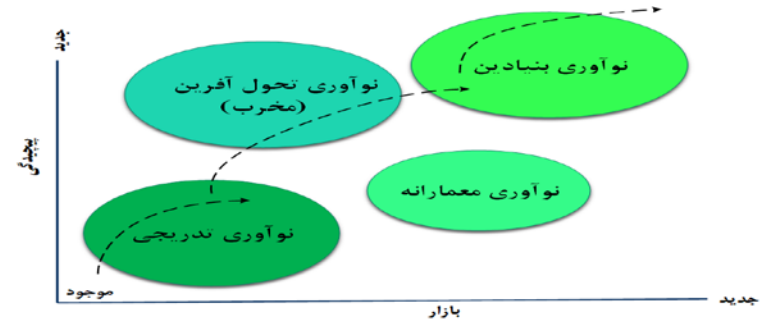 جدید
نوآوری بنیادین
نوآوری تحول آفرین
(مخرب)
پیچیدگی
نوآوری معمارانه
نوآوری تدریجی
موجود
جدید
بازار